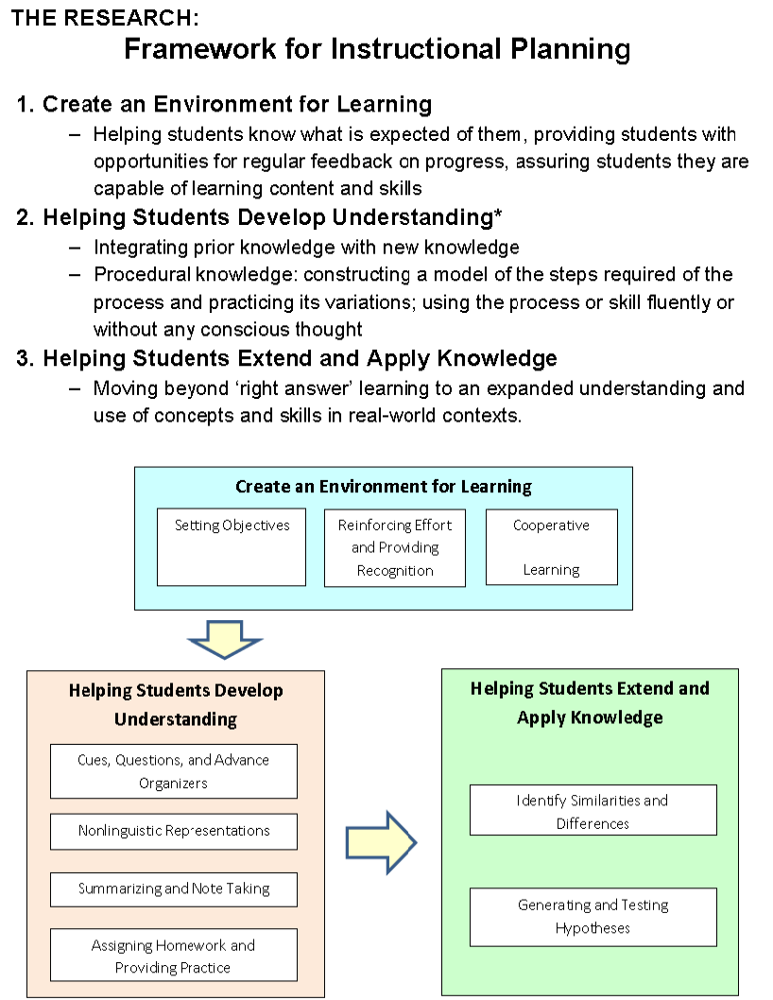 THE RESEARCH:
Framework for Instructional Planning
1. Create an Environment for Learning
– Helping students know what is expected of them, providing students with
opportunities for regular feedback on progress, assuring students they are
capable of learning content and skills
2. Helping Students Develop Understanding*
– Integrating prior knowledge with new knowledge
– Procedural knowledge: constructing a model of the steps required of the
process and practicing its variations; using the process or skill fluently or
without any conscious thought
3. Helping Students Extend and Apply Knowledge
– Moving beyond ‘right answer’ learning to an expanded understanding and
use of concepts and skills in real-world contexts.
Create an Environment for Learning
Setting Objectives
Reinforcing Effort
and Providing
Recognition
Cooperative
Learning
Helping Students Develop
Understanding
Cues, Questions, and Advance
Organizers
Nonlinguistic Representations
Summarizing and Note Taking
Assigning Homework and
Providing Practice
Helping Students Extend and
Apply Knowledge
Identify Similarities and
Differences
Generating and Testing
Hypotheses